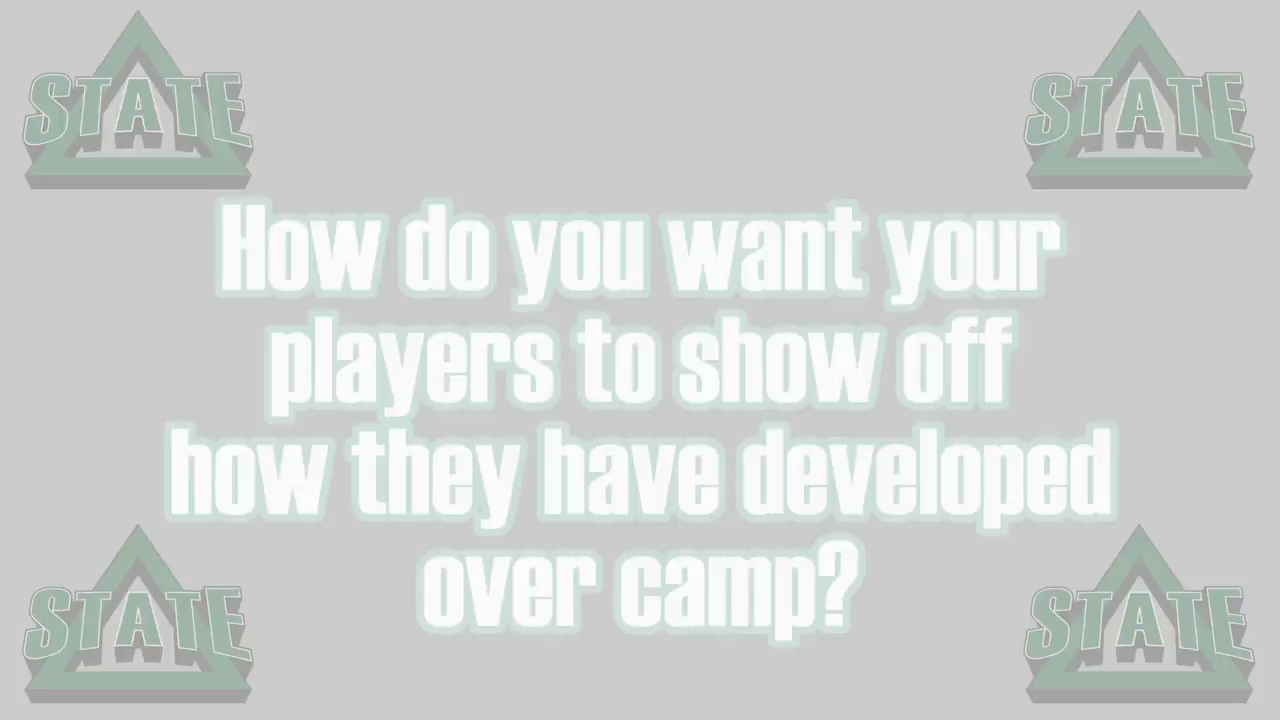 STATE STATE
How do you want your
players to show off
how they have developed
over camp?
STATE STATE